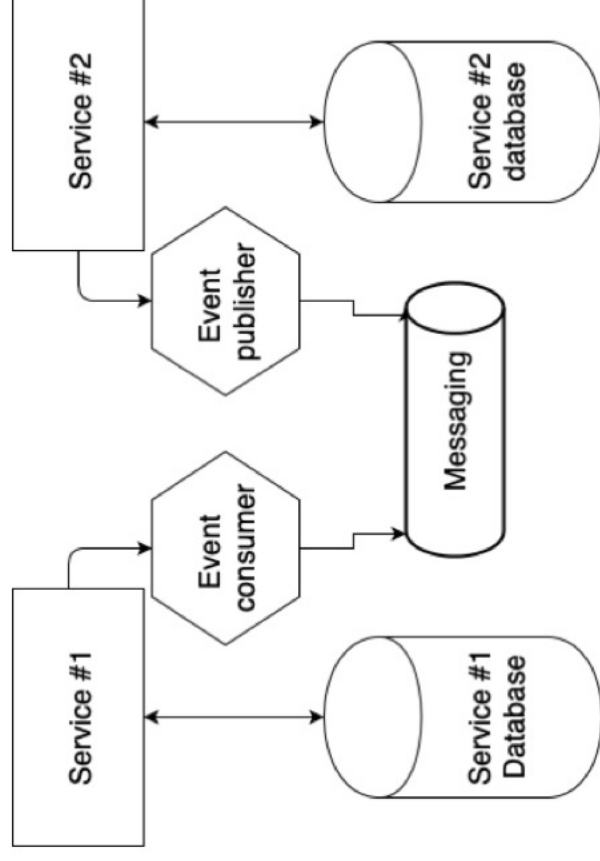 Service #1
Service #2
Event
consumer
Event
publisher
Messaging
Service #1
Database
Service #2
database